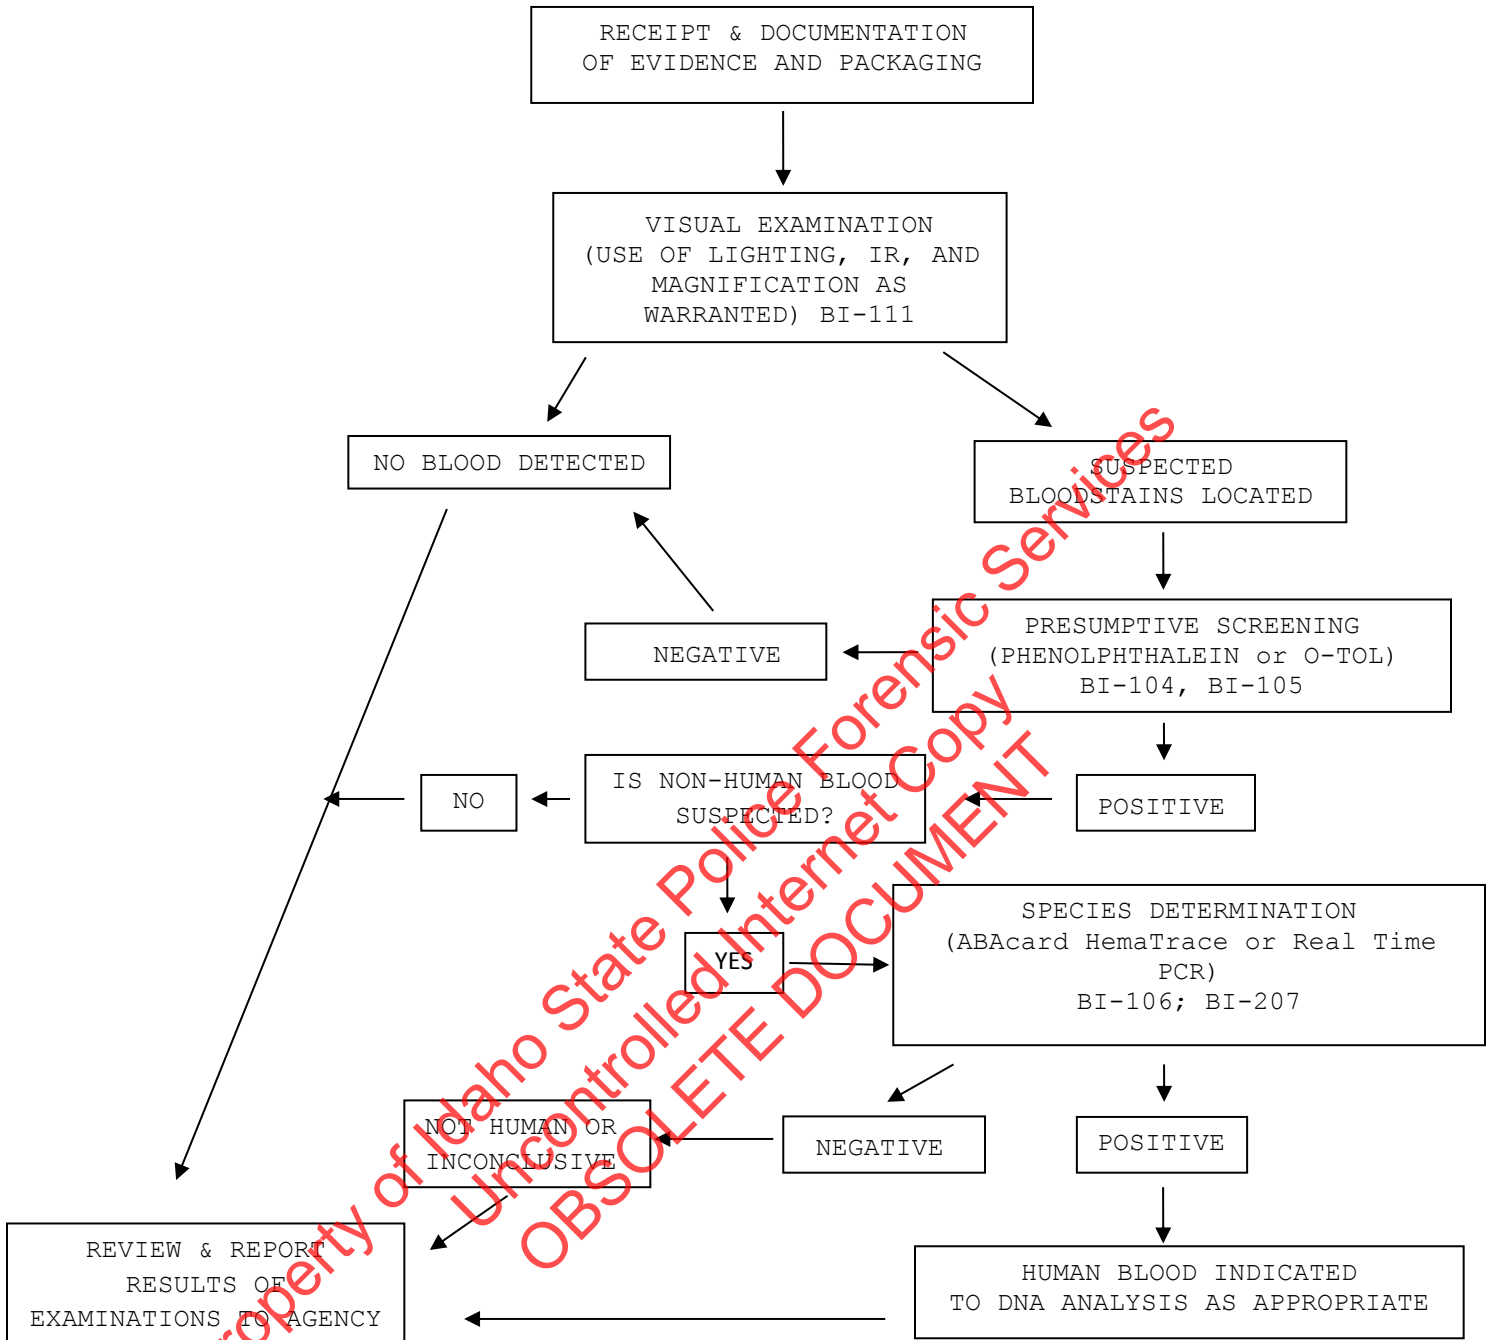 RECEIPT & DOCUMENTATION
OF EVIDENCE AND PACKAGING
VISUAL EXAMINATION
(USE OF LIGHTING, IR, AND
MAGNIFICATION AS
WARRANTED) BI-111
NO BLOOD DETECTED
SUSPECTED
BLOODSTAINS LOCATED
PRESUMPTIVE SCREENING
(PHENOLPHTHALEIN or O-TOL)
BI-104, BI-105
NEGATIVE
IS NON-HUMAN BLOOD
SUSPECTED?
NO
POSITIVE
YES
SPECIES DETERMINATION
(ABAcard HemaTrace or Real Time
PCR)
BI-106; BI-207
NOT HUMAN OR
INCONCLUSIVE
NEGATIVE
POSITIVE
REVIEW & REPORT
RESULTS OF
EXAMINATIONS TO AGENCY
HUMAN BLOOD INDICATED
TO DNA ANALYSIS AS APPROPRIATE
Property of Idaho State Police Forensic Services
Uncontrolled Internet Copy
OBSOLETE DOCUMENT